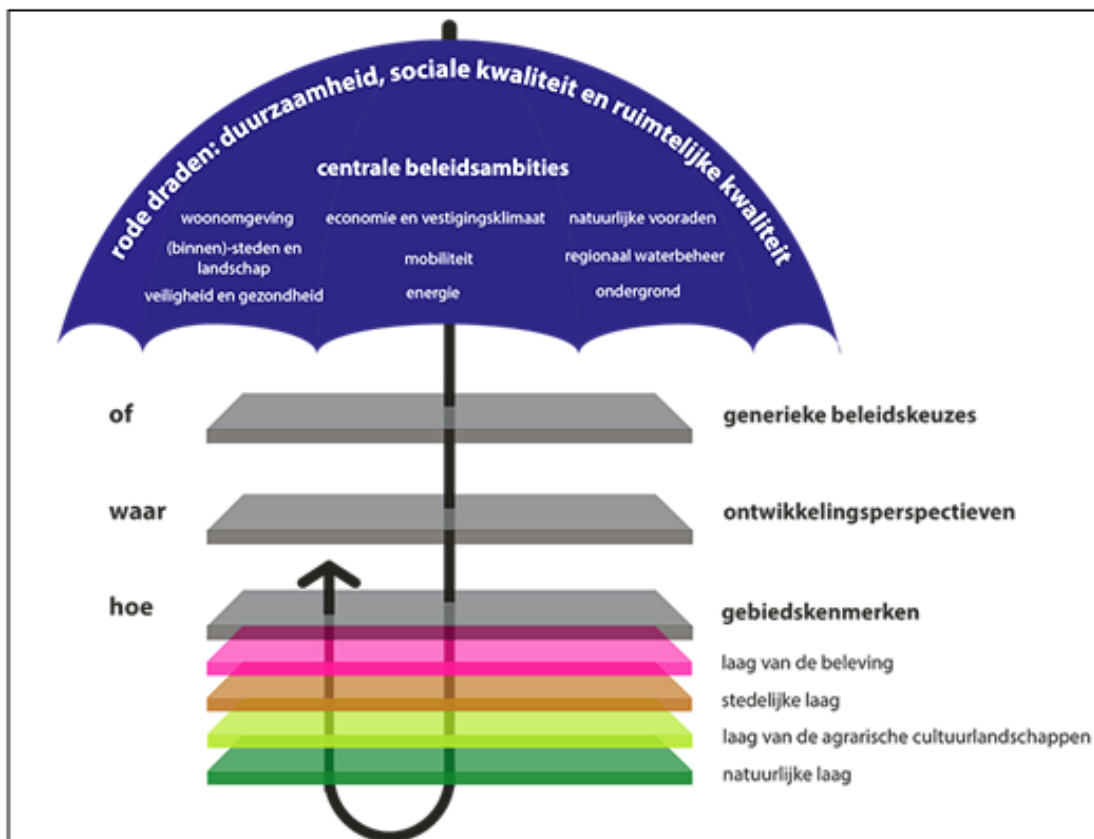 rode draden: duurzaamheid, sociale kwaliteit en ruimtelijke kwaliteit
centrale beleidsambities
woonomgeving
economie en vestigingsklimaat
natuurlijke vooraden
(binnen)-steden en
landschap
mobiliteit
regionaal waterbeheer
veiligheid en gezondheid
energie
ondergrond
of
generieke beleidskeuzes
waar
ontwikkelingsperspectieven
hoe
gebiedskenmerken
laag van de beleving
stedelijke laag
laag van de agrarische cultuurlandschappen
natuurlijke laag